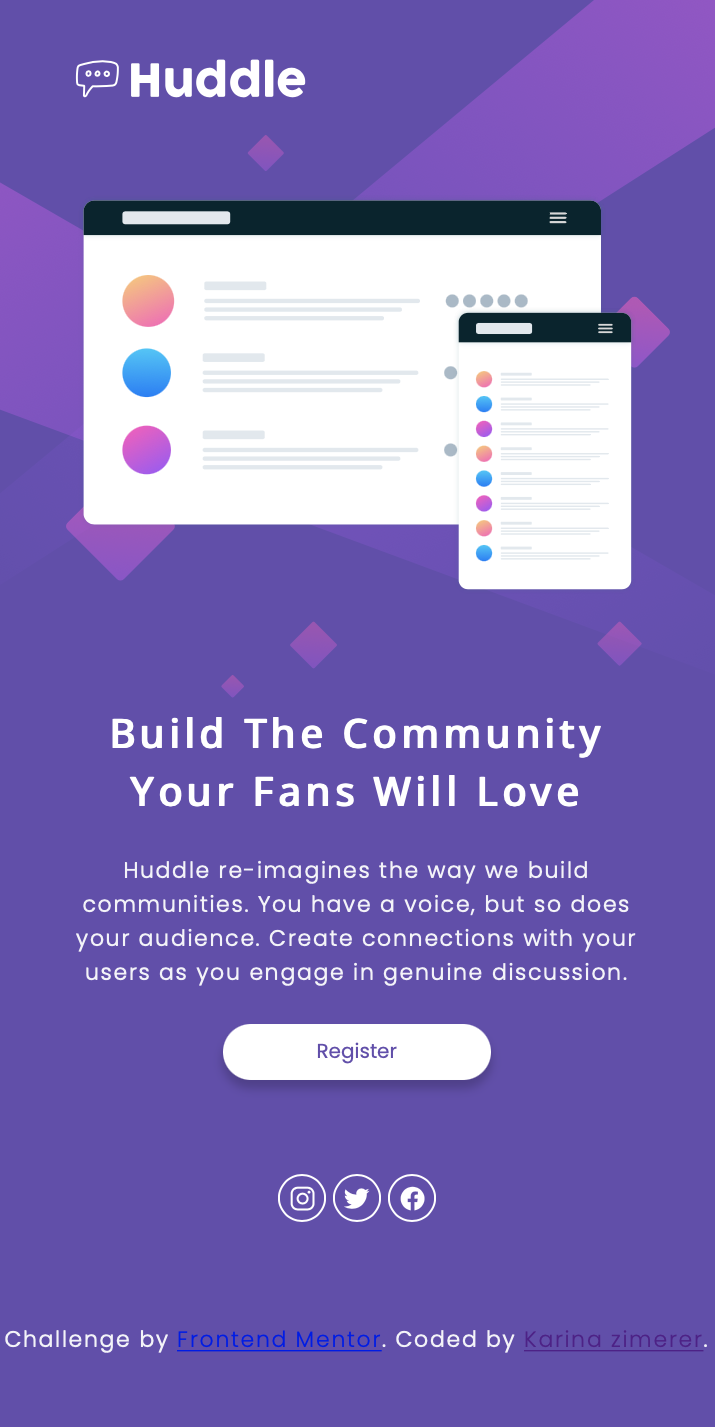 Huddle
Build The Community
Your Fans Will Love
Huddle re-imagines the way we build
communities. You have a voice, but so does
your audience. Create connections with your
users as you engage in genuine discussion.
Register
Challenge by Frontend Mentor. Coded by Karina zimerer.